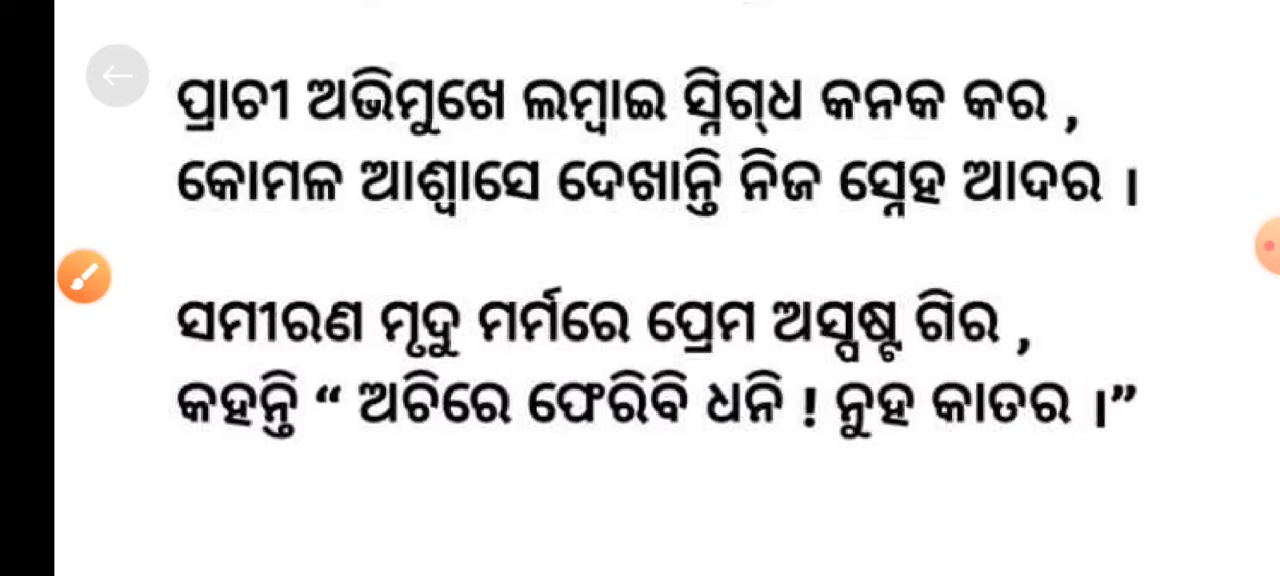 ପ୍ରାଚୀ ଅଭିମୁଖେ ଲମ୍ବାଇ ସ୍ନିଗ୍‌ଧ କନକ କର ,
କୋମଳ ଆଶ୍ୱାସେ ଦେଖାନ୍ତି ନିଜ ସ୍ନେହ ଆଦର ।
ସମୀରଣ ମୃଦୁ ମର୍ମରେ ପ୍ରେମ ଅସ୍ପଷ୍ଟ ଗିର ,
କହନ୍ତି “ ଅଚିରେ ଫେରିବି ଧନି ! ନୁହ କାତର ।”